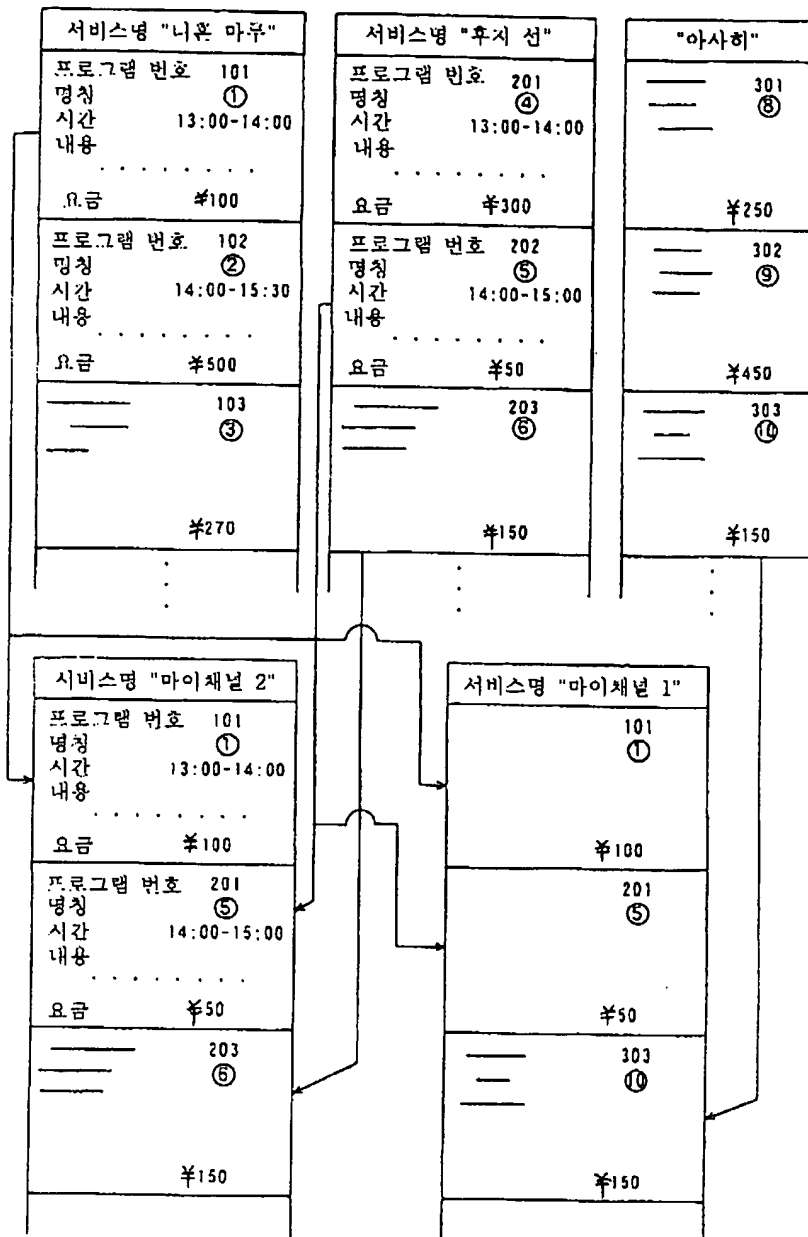 서비스명 "니혼 마루"
프로그램 번호 101
명칭 ①
시간 13:00-14:00
내용
. . . . . . . .
요금 ¥100
프로그램 번호 102
명칭 ②
시간 14:00-15:30
내용
. . . . . . . .
요금 ¥500
103
③
¥270
서비스명 "후지 선"
프로그램 번호 201
명칭 ④
시간 13:00-14:00
내용
. . . . . . . .
요금 ¥300
프로그램 번호 202
명칭 ⑤
시간 14:00-15:00
내용
. . . . . . . .
요금 ¥50
203
⑥
¥150
"아사히"
301
⑧
¥250
302
⑨
¥450
303
⑩
¥150
서비스명 "마이채널 2"
프로그램 번호 101
명칭 ①
시간 13:00-14:00
내용
. . . . . . . .
요금 ¥100
프로그램 번호 201
명칭 ⑤
시간 14:00-15:00
내용
. . . . . . . .
요금 ¥50
203
⑥
¥150
서비스명 "마이채널 1"
101
①
¥100
201
⑤
¥50
303
⑩
¥150